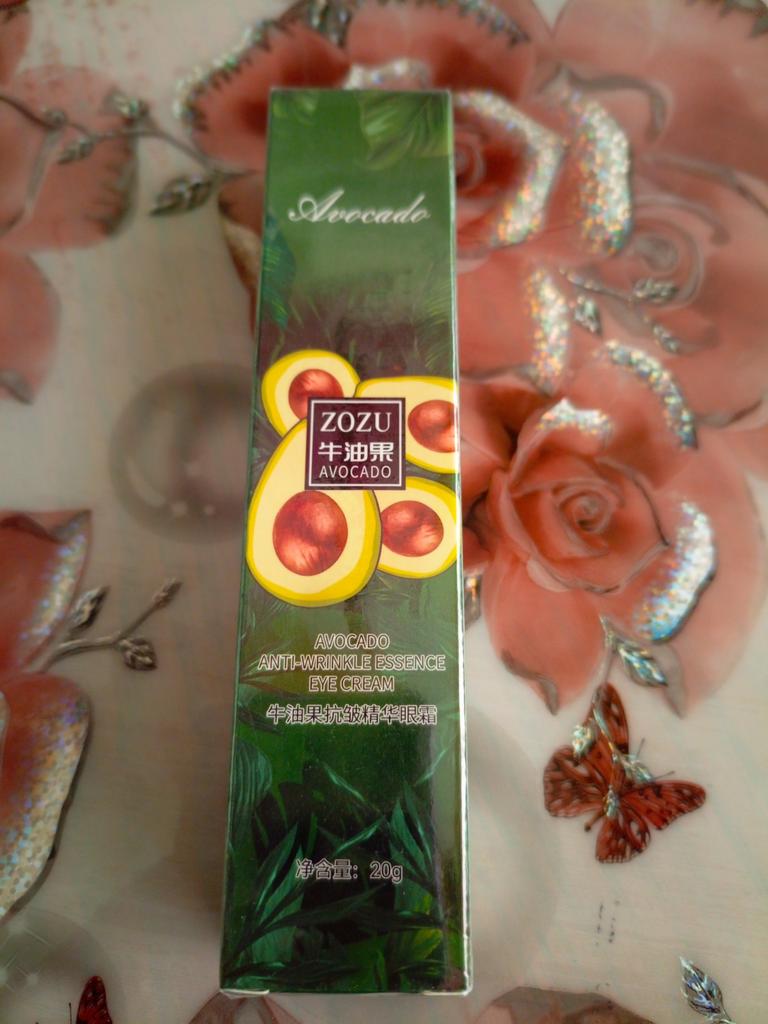 Avocado
ZOZU
牛油果
AVOCADO
AVOCADO
ANTI-WRINKLE ESSENCE
EYE CREAM
牛油果抗皱精华眼霜
净含量：20g